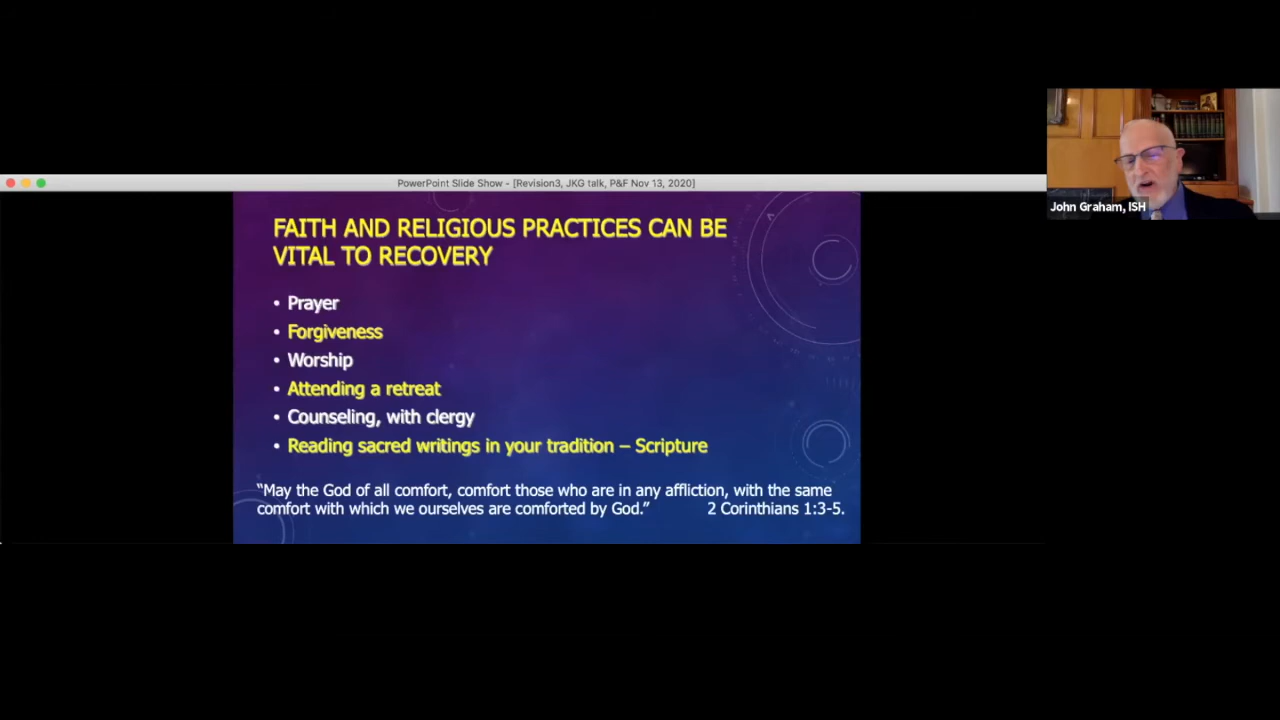 PowerPoint Slide Show - [Revision3, JKG talk, P&F Nov 13, 2020]
FAITH AND RELIGIOUS PRACTICES CAN BE
VITAL TO RECOVERY
• Prayer
• Forgiveness
• Worship
• Attending a retreat
• Counseling, with clergy
• Reading sacred writings in your tradition – Scripture
“May the God of all comfort, comfort those who are in any affliction, with the same
comfort with which we ourselves are comforted by God.” 2 Corinthians 1:3-5.
John Graham, ISH